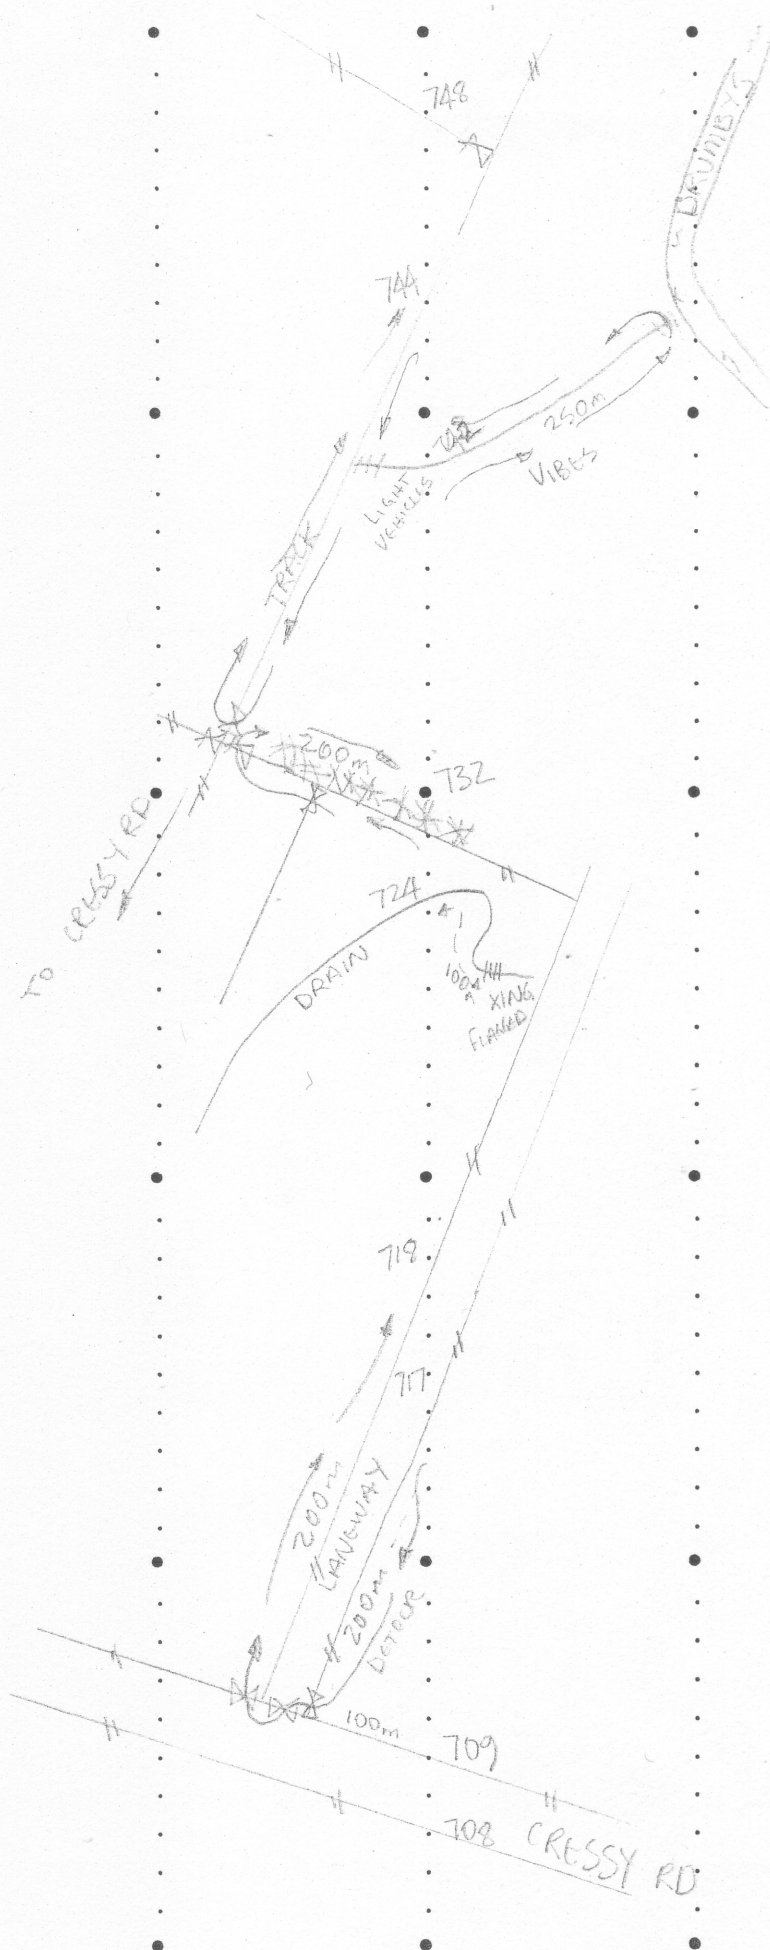 748
BRUMBYS
744
250m
VIBES
LIGHT
VEHICLES
TRACK
200m
732
TO CRESSY RD
724
DRAIN
100m
XING
FLAGGED
718
717
200m
LANEWAY
200m
DETOUR
100m
709
708 CRESSY RD